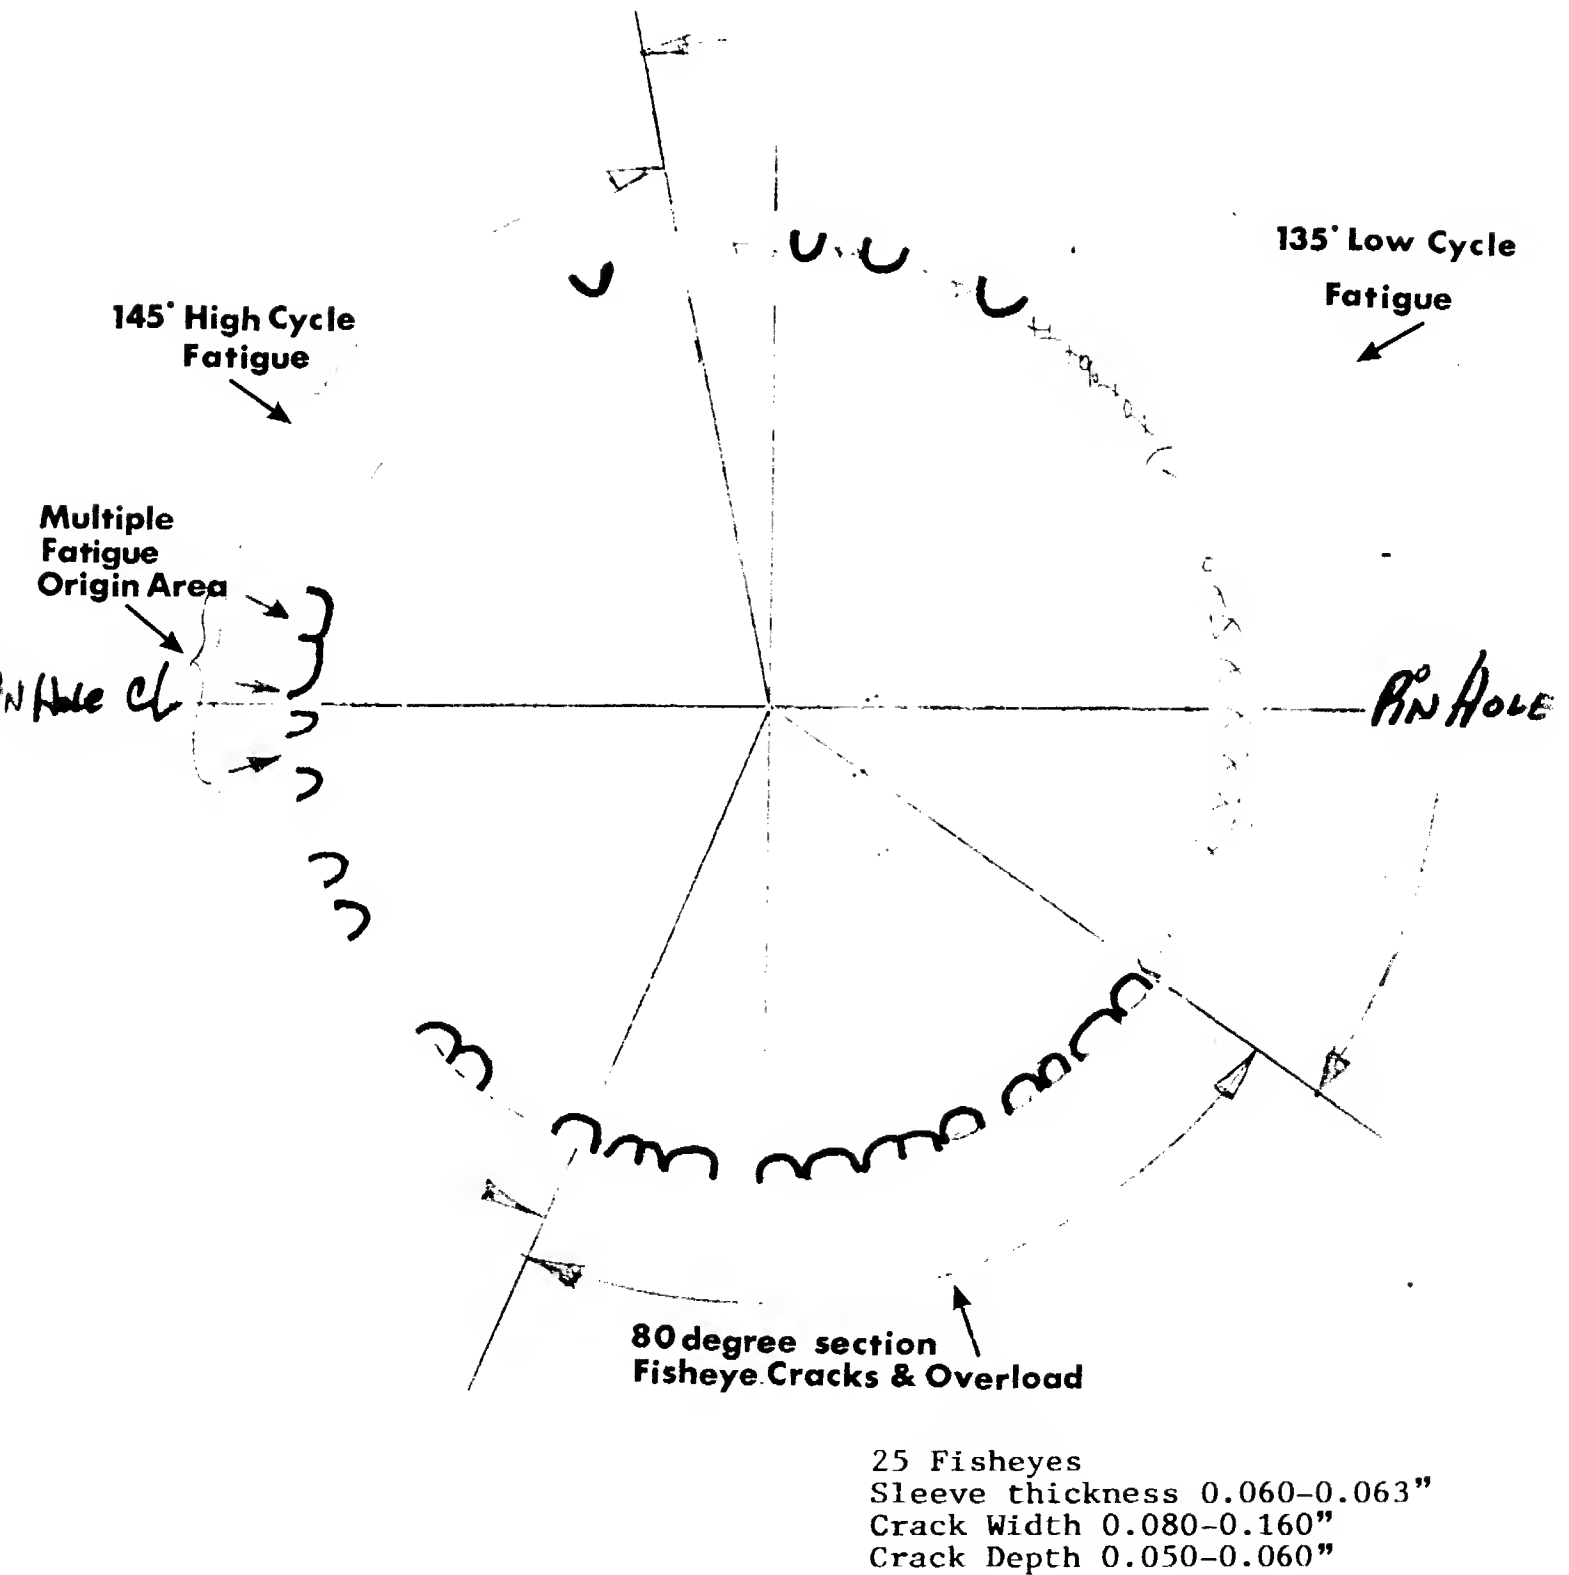 135° Low Cycle
Fatigue
145° High Cycle
Fatigue
Multiple
Fatigue
Origin Area
Hole CL
PIN HOLE
80 degree section
Fisheye Cracks & Overload
25 Fisheyes
Sleeve thickness 0.060-0.063"
Crack Width 0.080-0.160"
Crack Depth 0.050-0.060"